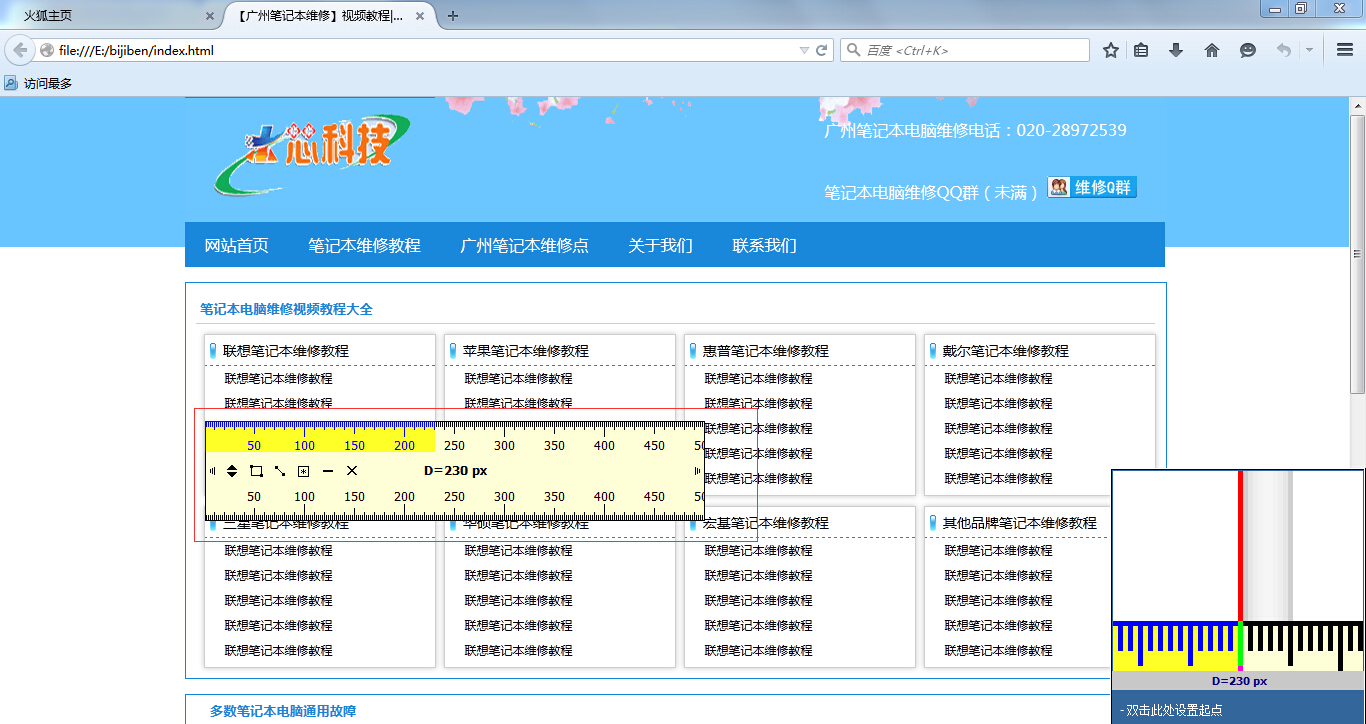 火狐主页
【广州笔记本维修】视频教程|...
file:///E:/bijiben/index.html
百度 <Ctrl+K>
访问最多
芯科技
广州笔记本电脑维修电话：020-28972539
笔记本电脑维修QQ群（未满） 维修Q群
网站首页 笔记本维修教程 广州笔记本维修点 关于我们 联系我们
笔记本电脑维修视频教程大全
联想笔记本维修教程 苹果笔记本维修教程 惠普笔记本维修教程 戴尔笔记本维修教程
联想笔记本维修教程 联想笔记本维修教程 联想笔记本维修教程 联想笔记本维修教程
联想笔记本维修教程 联想笔记本维修教程 联想笔记本维修教程 联想笔记本维修教程
联想笔记本维修教程 联想笔记本维修教程
50 100 150 200 250 300 350 400 450 联想笔记本维修教程 联想笔记本维修教程
D=230 px 联想笔记本维修教程 联想笔记本维修教程
50 100 150 200 250 300 350 400 450
三星笔记本维修教程 华硕笔记本维修教程 宏基笔记本维修教程 其他品牌笔记本维修教程
联想笔记本维修教程 联想笔记本维修教程 联想笔记本维修教程 联想笔记本维修教程
联想笔记本维修教程 联想笔记本维修教程 联想笔记本维修教程 联想笔记本维修教程
联想笔记本维修教程 联想笔记本维修教程 联想笔记本维修教程 联想笔记本维修教程
联想笔记本维修教程 联想笔记本维修教程 联想笔记本维修教程 联想笔记本维修教程
联想笔记本维修教程 联想笔记本维修教程 联想笔记本维修教程 联想笔记本维修教程
D=230 px
- 双击此处设置起点
多数笔记本电脑通用故障